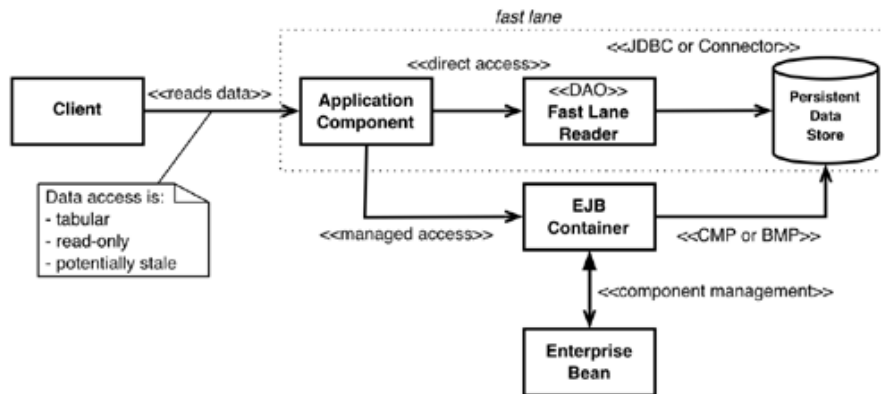 fast lane
<<JDBC or Connector>>
<<direct access>>
Client
<<reads data>>
Application
Component
<<DAO>>
Fast Lane
Reader
Persistent
Data
Store
Data access is:
- tabular
- read-only
- potentially stale
<<managed access>>
EJB
Container
<<CMP or BMP>>
<<component management>>
Enterprise
Bean